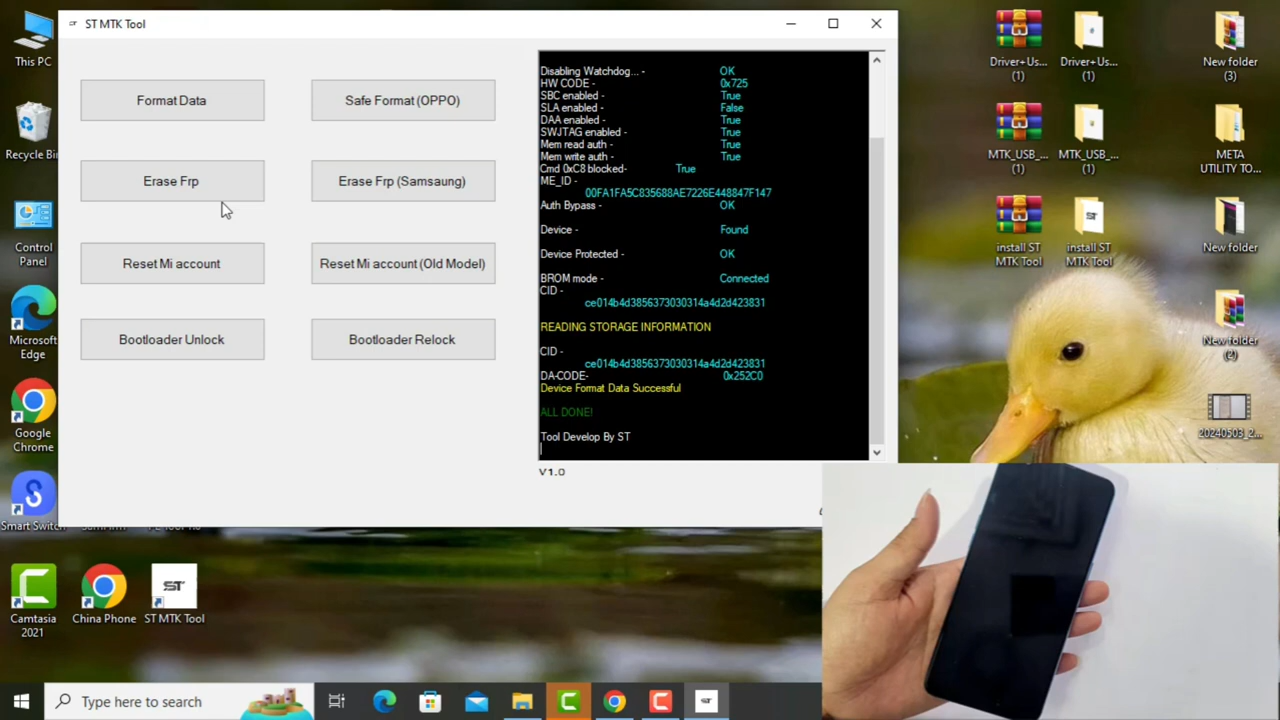 ST MTK Tool
Format Data
Safe Format (OPPO)
Erase Frp
Erase Frp (Samsaung)
Reset Mi account
Reset Mi account(Old Model)
Bootloader Unlock
Bootloader Relock
Disabling Watchdog... - OK
HW CODE - 0x725
SBC enabled - True
SLA enabled - False
DAA enabled - True
SWJTAG enabled - True
Mem read auth - True
Mem write auth - True
Cmd 0xC8 blocked- True
ME_ID -
00FA1FA5C835688AE7226E448847F147
Auth Bypass - OK
Device - Found
Device Protected - OK
BROM mode - Connected
CID -
ce014b4d3856373030314a4d2d423831
READING STORAGE INFORMATION
CID -
ce014b4d3856373030314a4d2d423831
DA-CODE- 0x252C0
Device Format Data Successful
ALL DONE!
Tool Develop By ST
V1.0
This PC
Recycle Bin
Control
Panel
Microsoft
Edge
Google
Chrome
Smart Switch
Camtasia
2021
China Phone
ST
ST MTK Tool
Driver+Us...
(1)
Driver+Us...
(1)
New folder
(3)
MTK_USB_...
(1)
MTK_USB_...
(1)
META
UTILITY TO...
install ST
MTK Tool
install ST
MTK Tool
New folder
New folder
(2)
20240503_2...
Type here to search